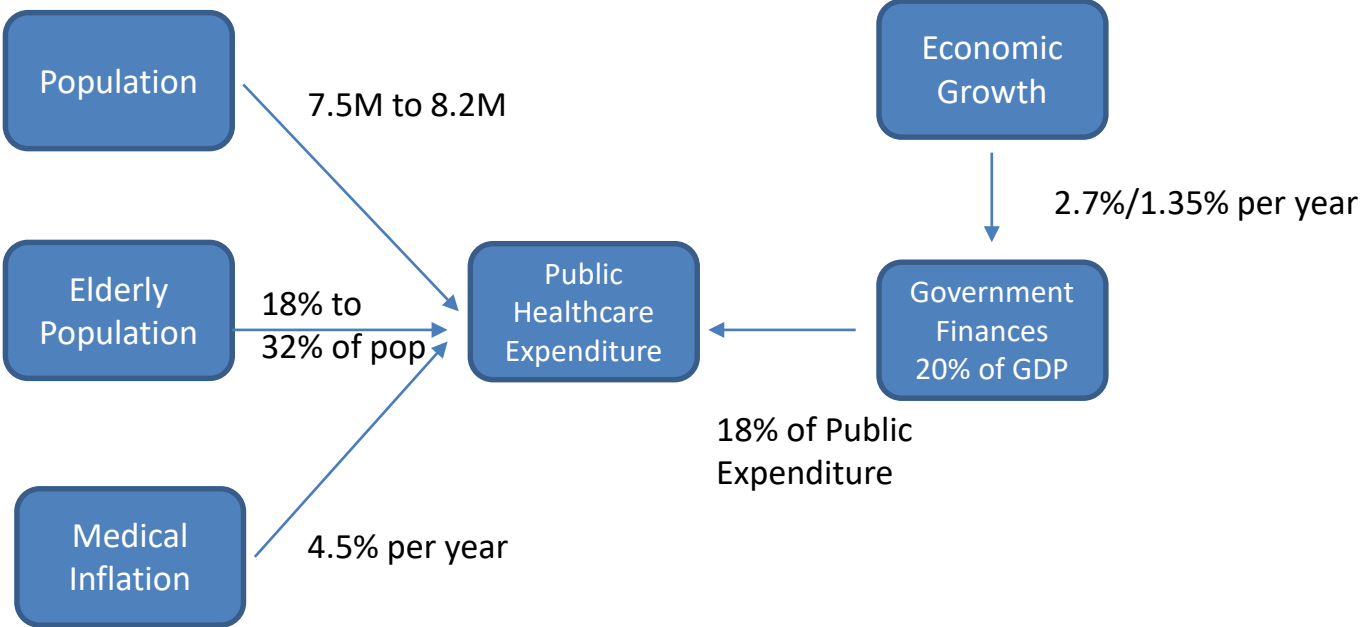 Population
7.5M to 8.2M
Economic
Growth
2.7%/1.35% per year
Elderly
Population
18% to
32% of pop
Public
Healthcare
Expenditure
Government
Finances
20% of GDP
18% of Public
Expenditure
Medical
Inflation
4.5% per year